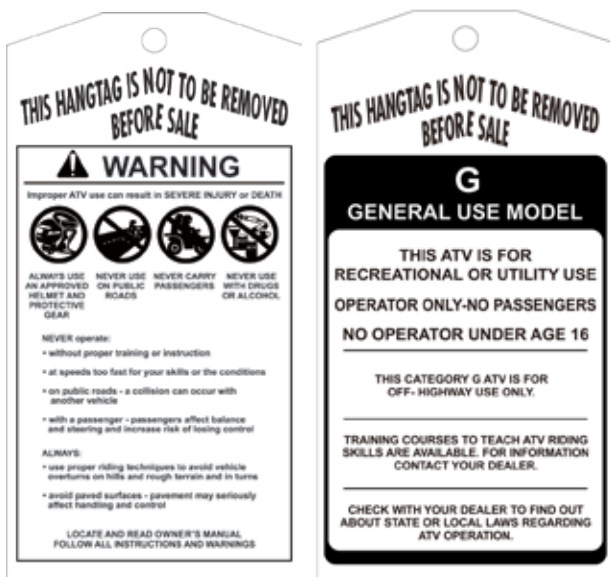 THIS HANGTAG IS NOT TO BE REMOVED
BEFORE SALE
WARNING
Improper ATV use can result in SEVERE INJURY or DEATH
ALWAYS USE
AN APPROVED
HELMET AND
PROTECTIVE
GEAR
NEVER USE
ON PUBLIC
ROADS
NEVER CARRY
PASSENGERS
NEVER USE
WITH DRUGS
OR ALCOHOL
NEVER operate:
• without proper training or instruction
• at speeds too fast for your skills or the conditions
• on public roads - a collision can occur with
another vehicle
• with a passenger - passengers affect balance
and steering and increase risk of losing control
ALWAYS:
• use proper riding techniques to avoid vehicle
overturns on hills and rough terrain and in turns
• avoid paved surfaces - pavement may seriously
affect handling and control
LOCATE AND READ OWNER'S MANUAL
FOLLOW ALL INSTRUCTIONS AND WARNINGS
THIS HANGTAG IS NOT TO BE REMOVED
BEFORE SALE
G
GENERAL USE MODEL
THIS ATV IS FOR
RECREATIONAL OR UTILITY USE
OPERATOR ONLY-NO PASSENGERS
NO OPERATOR UNDER AGE 16
THIS CATEGORY G ATV IS FOR
OFF- HIGHWAY USE ONLY.
TRAINING COURSES TO TEACH ATV RIDING
SKILLS ARE AVAILABLE. FOR INFORMATION
CONTACT YOUR DEALER.
CHECK WITH YOUR DEALER TO FIND OUT
ABOUT STATE OR LOCAL LAWS REGARDING
ATV OPERATION.